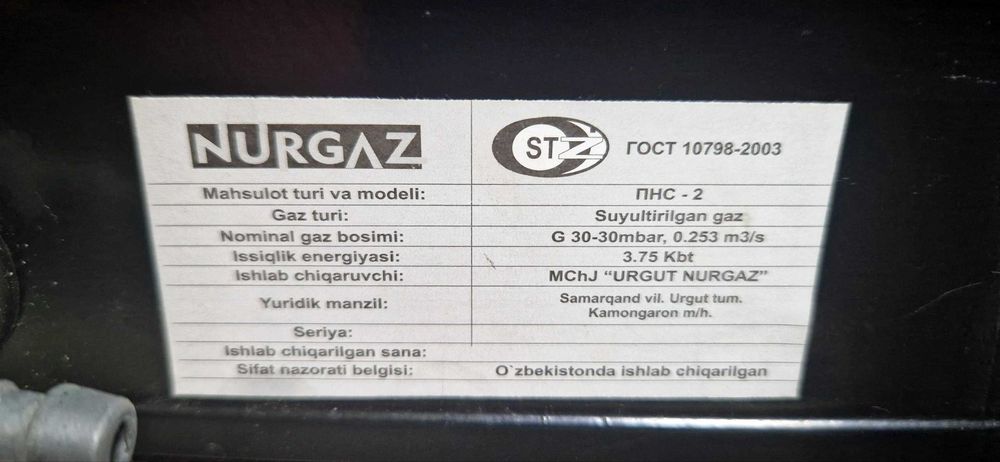 NURGAZ
STZ ГОСТ 10798-2003
Mahsulot turi va modeli: ПНС - 2
Gaz turi: Suyultirilgan gaz
Nominal gaz bosimi: G 30-30mbar, 0.253 m3/s
Issiqlik energiyasi: 3.75 Kbt
Ishlab chiqaruvchi: MChJ “URGUT NURGAZ”
Yuridik manzil: Samarqand vil. Urgut tum.
Kamongaron m/h.
Seriya:
Ishlab chiqarilgan sana:
Sifat nazorati belgisi: O`zbekistonda ishlab chiqarilgan